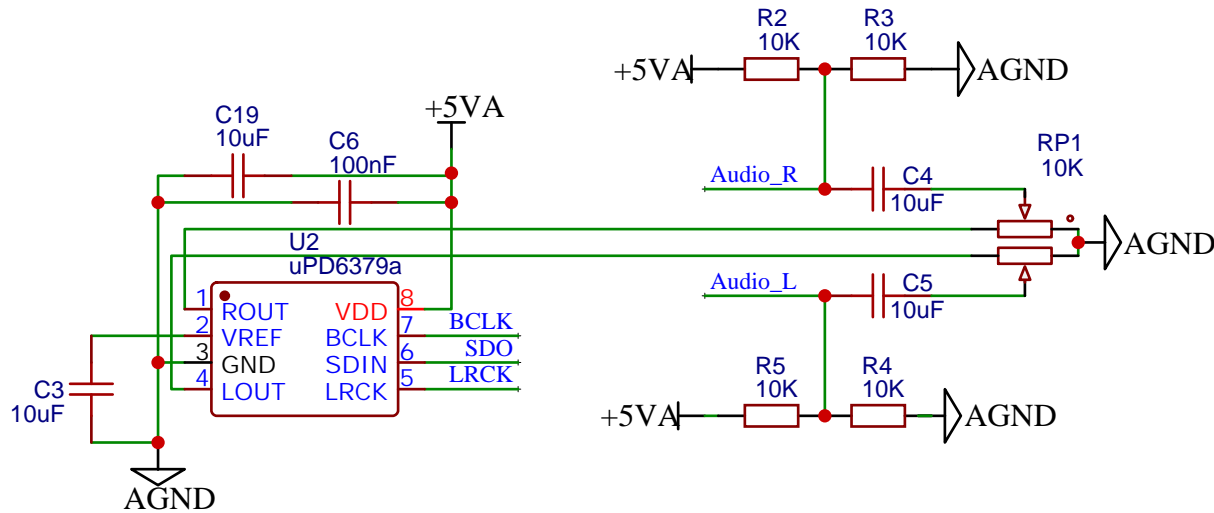 R2
10K
R3
10K
+5VA
AGND
C19
10uF
+5VA
C6
100nF
RP1
10K
Audio_R
C4
10uF
AGND
U2
uPD6379a
Audio_L
C5
10uF
1 ROUT VDD 8
2 VREF BCLK 7 BCLK
3 GND SDIN 6 SDO
4 LOUT LRCK 5 LRCK
C3
10uF
R5
10K
R4
10K
+5VA
AGND
AGND